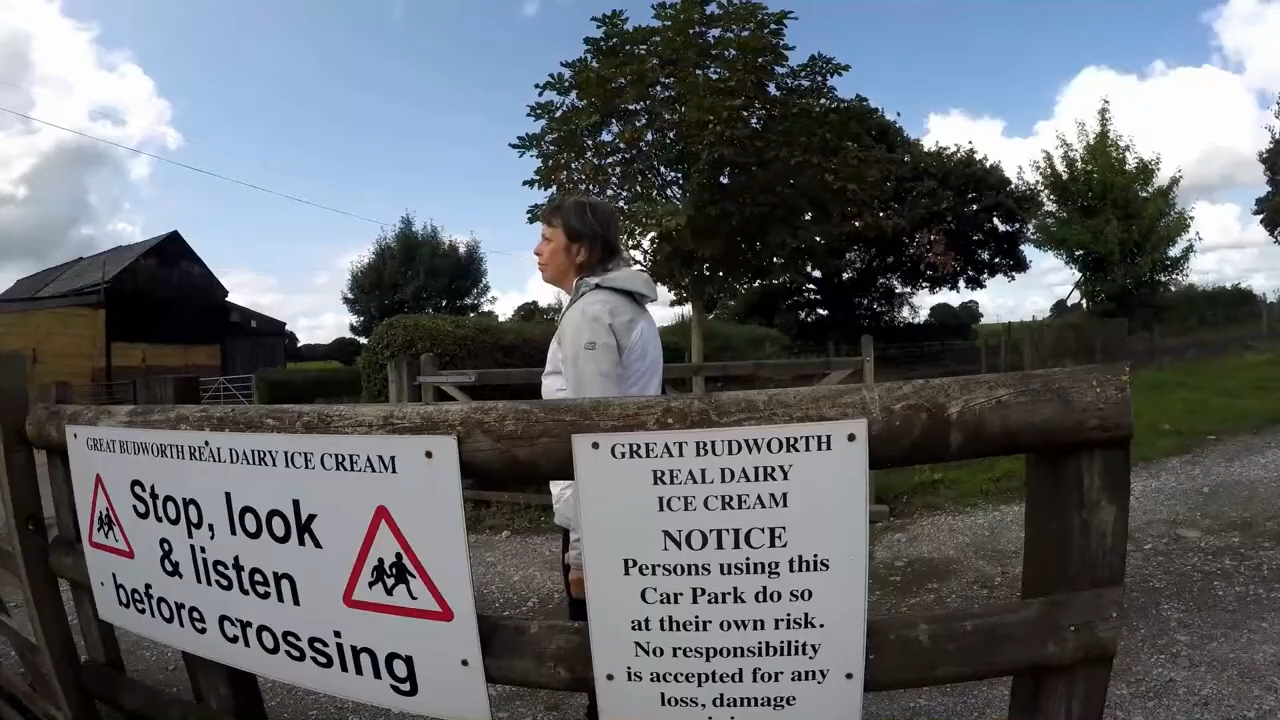 GREAT BUDWORTH REAL DAIRY ICE CREAM
Stop, look
& listen
before crossing
GREAT BUDWORTH
REAL DAIRY
ICE CREAM
NOTICE
Persons using this
Car Park do so
at their own risk.
No responsibility
is accepted for any
loss, damage